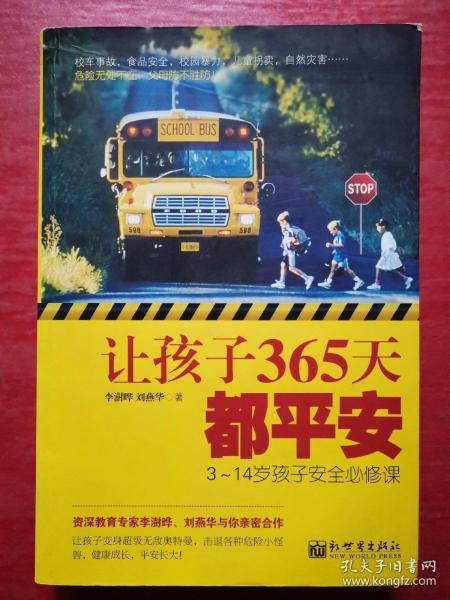 校车事故，食品安全，校园暴力，儿童拐卖，自然灾害……
危险无处不在，父母防不胜防！
SCHOOL BUS
STOP
FORD
598
598
让孩子365天
李澍晔 刘燕华 著
都平安
3～14岁孩子安全必修课
资深教育专家李澍晔、刘燕华与你亲密合作
让孩子变身超级无敌奥特曼，击退各种危险小怪
兽，健康成长，平安长大！
新世界出版社
NEW WORLD PRESS
孔夫子旧书网
www.kongfz.com